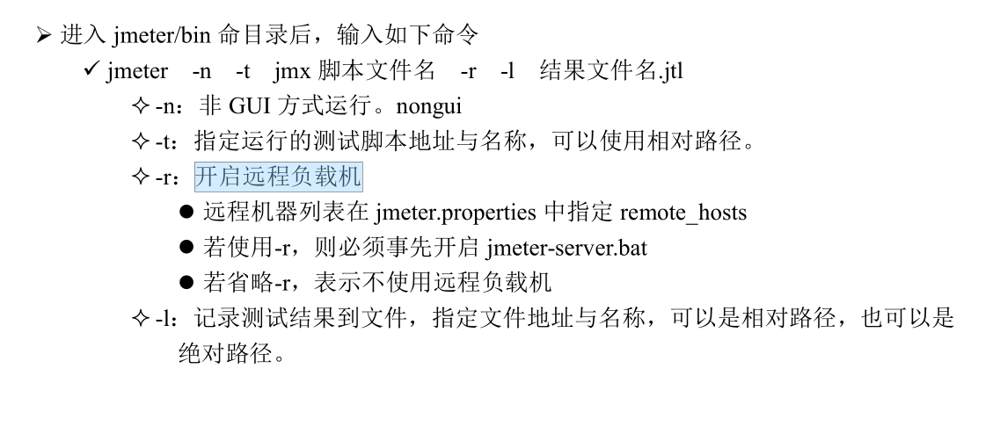 ➢ 进入 jmeter/bin 命目录后，输入如下命令
✓ jmeter -n -t jmx 脚本文件名 -r -l 结果文件名.jtl
✧ -n：非 GUI 方式运行。nongui
✧ -t：指定运行的测试脚本地址与名称，可以使用相对路径。
✧ -r：开启远程负载机
● 远程机器列表在 jmeter.properties 中指定 remote_hosts
● 若使用-r，则必须事先开启 jmeter-server.bat
● 若省略-r，表示不使用远程负载机
✧ -l：记录测试结果到文件，指定文件地址与名称，可以是相对路径，也可以是
绝对路径。